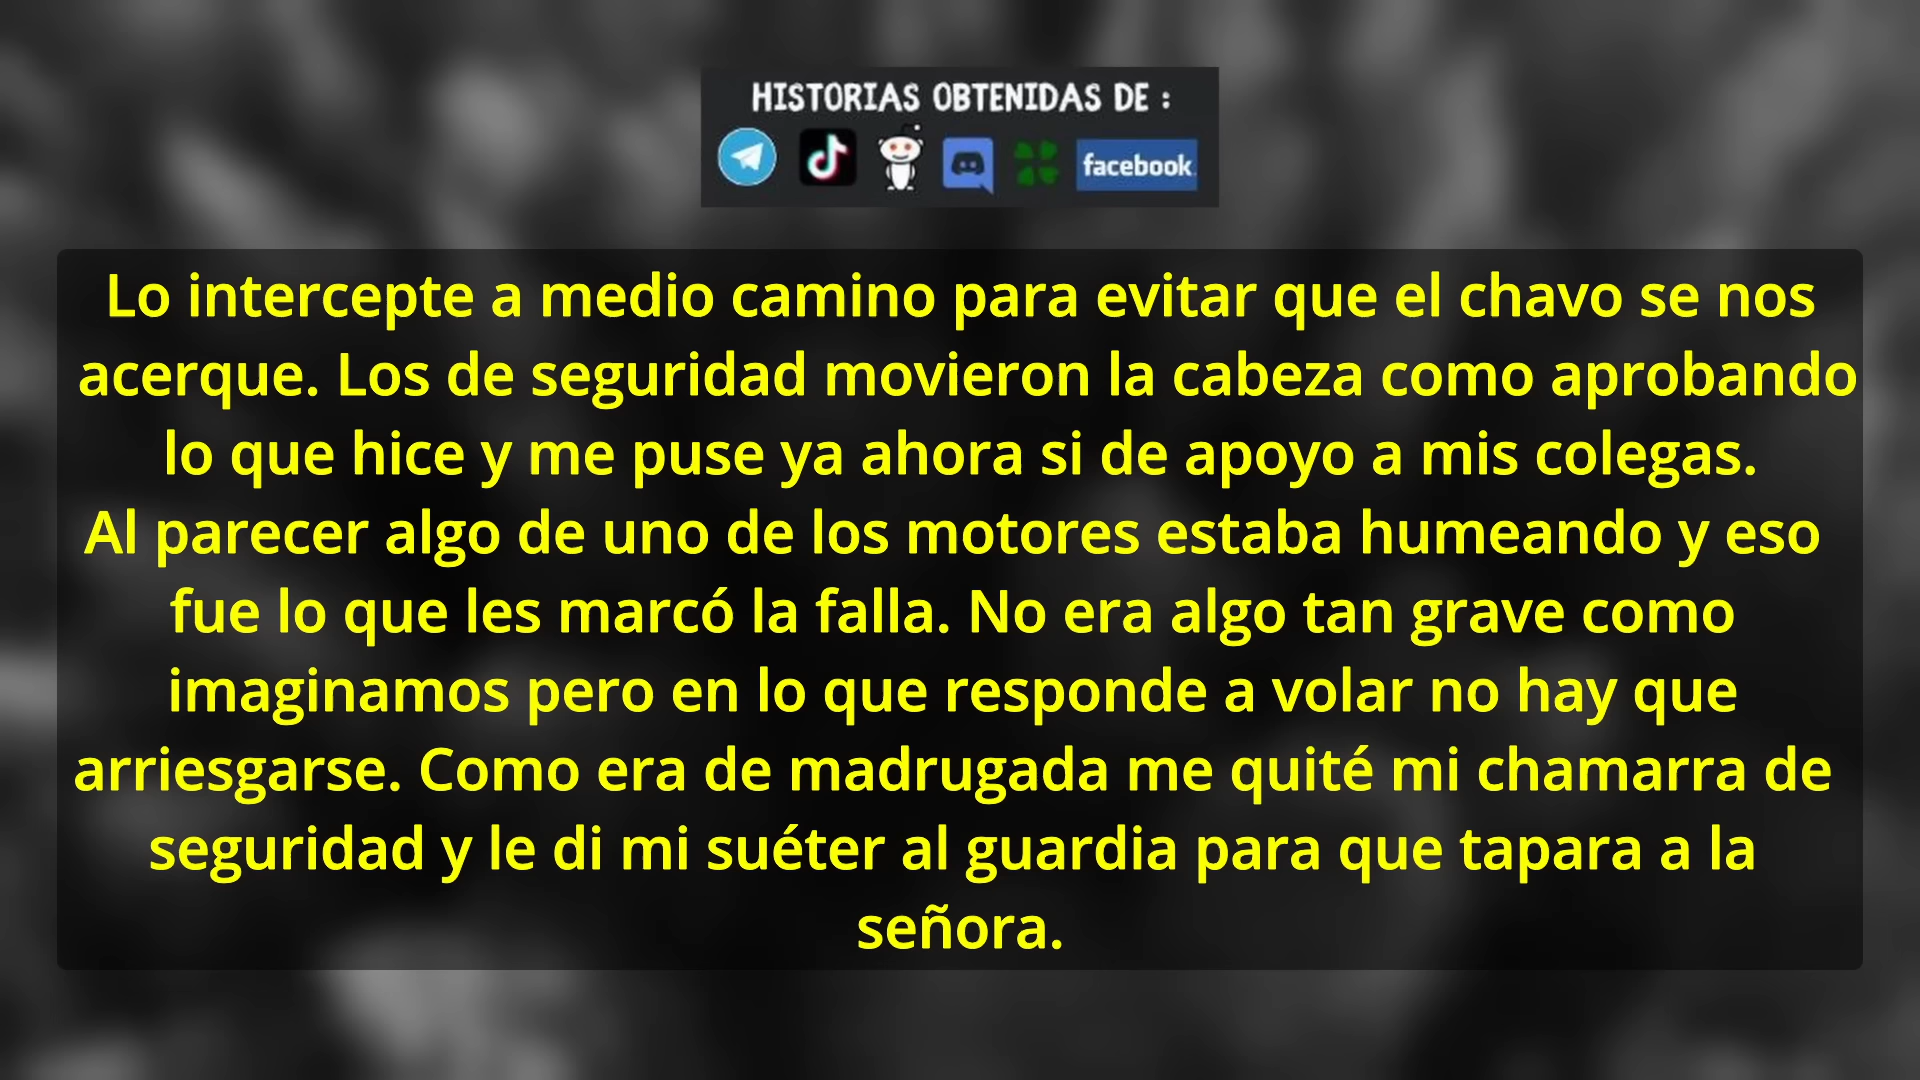 HISTORIAS OBTENIDAS DE :
facebook
Lo intercepte a medio camino para evitar que el chavo se nos
acerque. Los de seguridad movieron la cabeza como aprobando
lo que hice y me puse ya ahora si de apoyo a mis colegas.
Al parecer algo de uno de los motores estaba humeando y eso
fue lo que les marcó la falla. No era algo tan grave como
imaginamos pero en lo que responde a volar no hay que
arriesgarse. Como era de madrugada me quité mi chamarra de
seguridad y le di mi suéter al guardia para que tapara a la
señora.